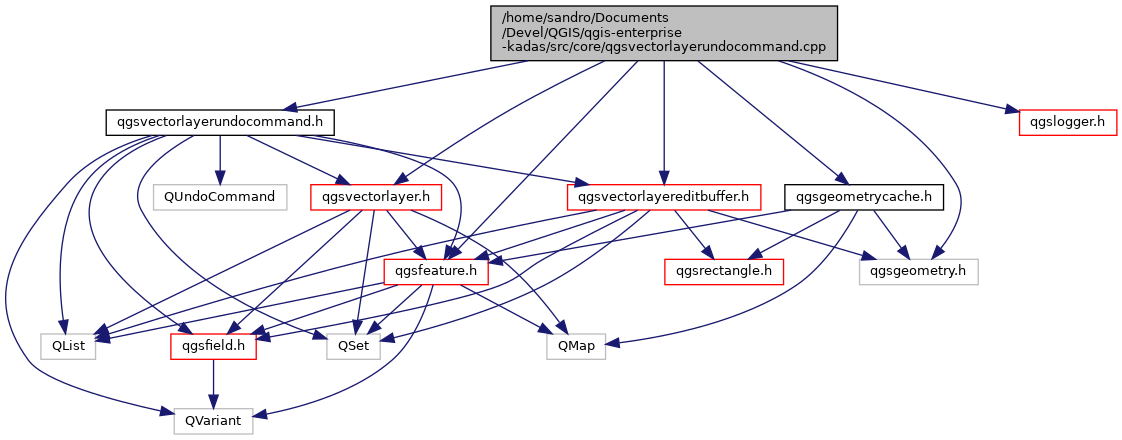 /home/sandro/Documents
/Devel/QGIS/qgis-enterprise
-kadas/src/core/qgsvectorlayerundocommand.cpp
qgsvectorlayerundocommand.h
qgslogger.h
QUndoCommand
qgsvectorlayer.h
qgsvectorlayereditbuffer.h
qgsgeometrycache.h
qgsfeature.h
qgsrectangle.h
qgsgeometry.h
QList
qgsfield.h
QSet
QMap
QVariant